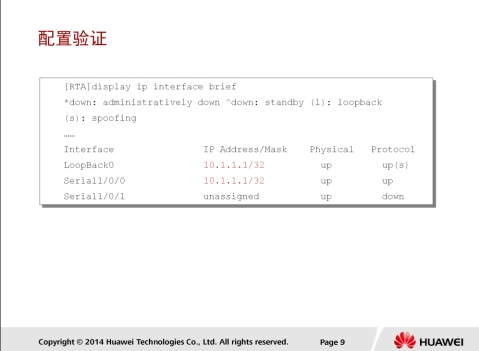 配置验证
[RTA]display ip interface brief
*down: administratively down ^down: standby (l): loopback
(s): spoofing
……
Interface IP Address/Mask Physical Protocol
LoopBack0 10.1.1.1/32 up up(s)
Serial1/0/0 10.1.1.1/32 up up
Serial1/0/1 unassigned up down
Copyright © 2014 Huawei Technologies Co., Ltd. All rights reserved. Page 9 HUAWEI